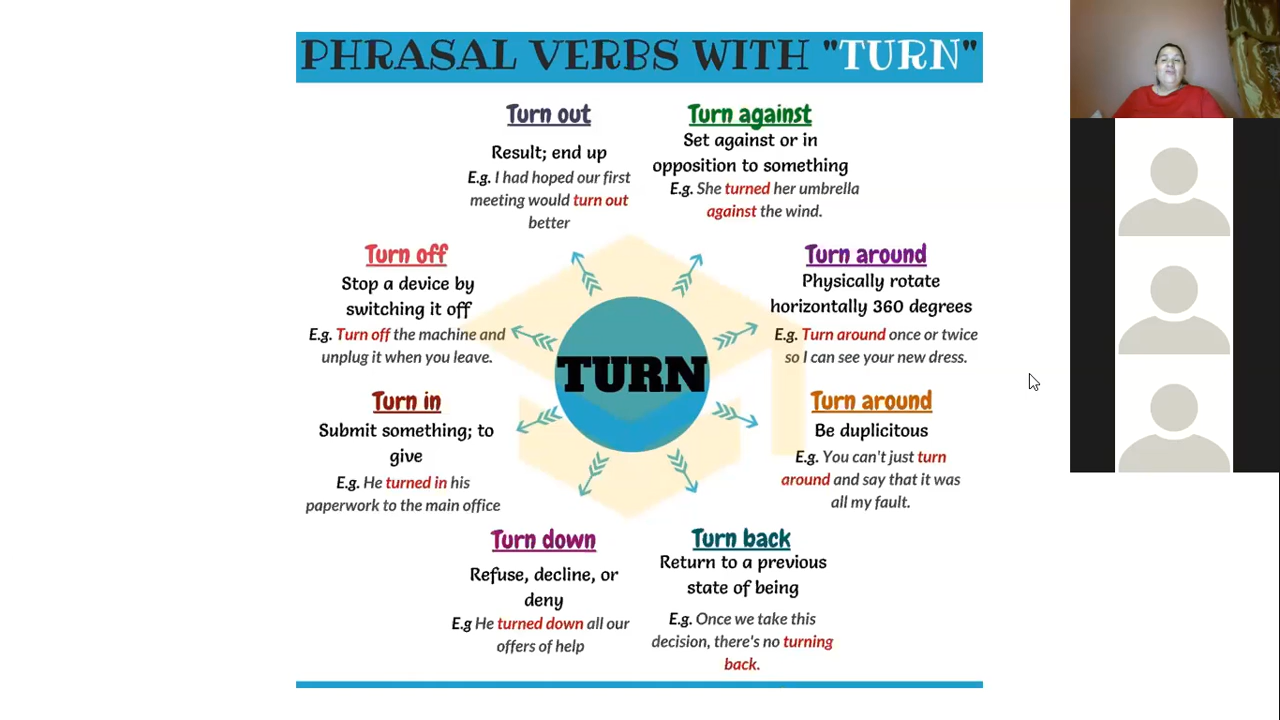 PHRASAL VERBS WITH "TURN"
Turn out
Result; end up
E.g. I had hoped our first
meeting would turn out
better
Turn against
Set against or in
opposition to something
E.g. She turned her umbrella
against the wind.
Turn off
Stop a device by
switching it off
E.g. Turn off the machine and
unplug it when you leave.
Turn around
Physically rotate
horizontally 360 degrees
E.g. Turn around once or twice
so I can see your new dress.
TURN
Turn in
Submit something; to
give
E.g. He turned in his
paperwork to the main office
Turn around
Be duplicitous
E.g. You can't just turn
around and say that it was
all my fault.
Turn down
Refuse, decline, or
deny
E.g He turned down all our
offers of help
Turn back
Return to a previous
state of being
E.g. Once we take this
decision, there's no turning
back.